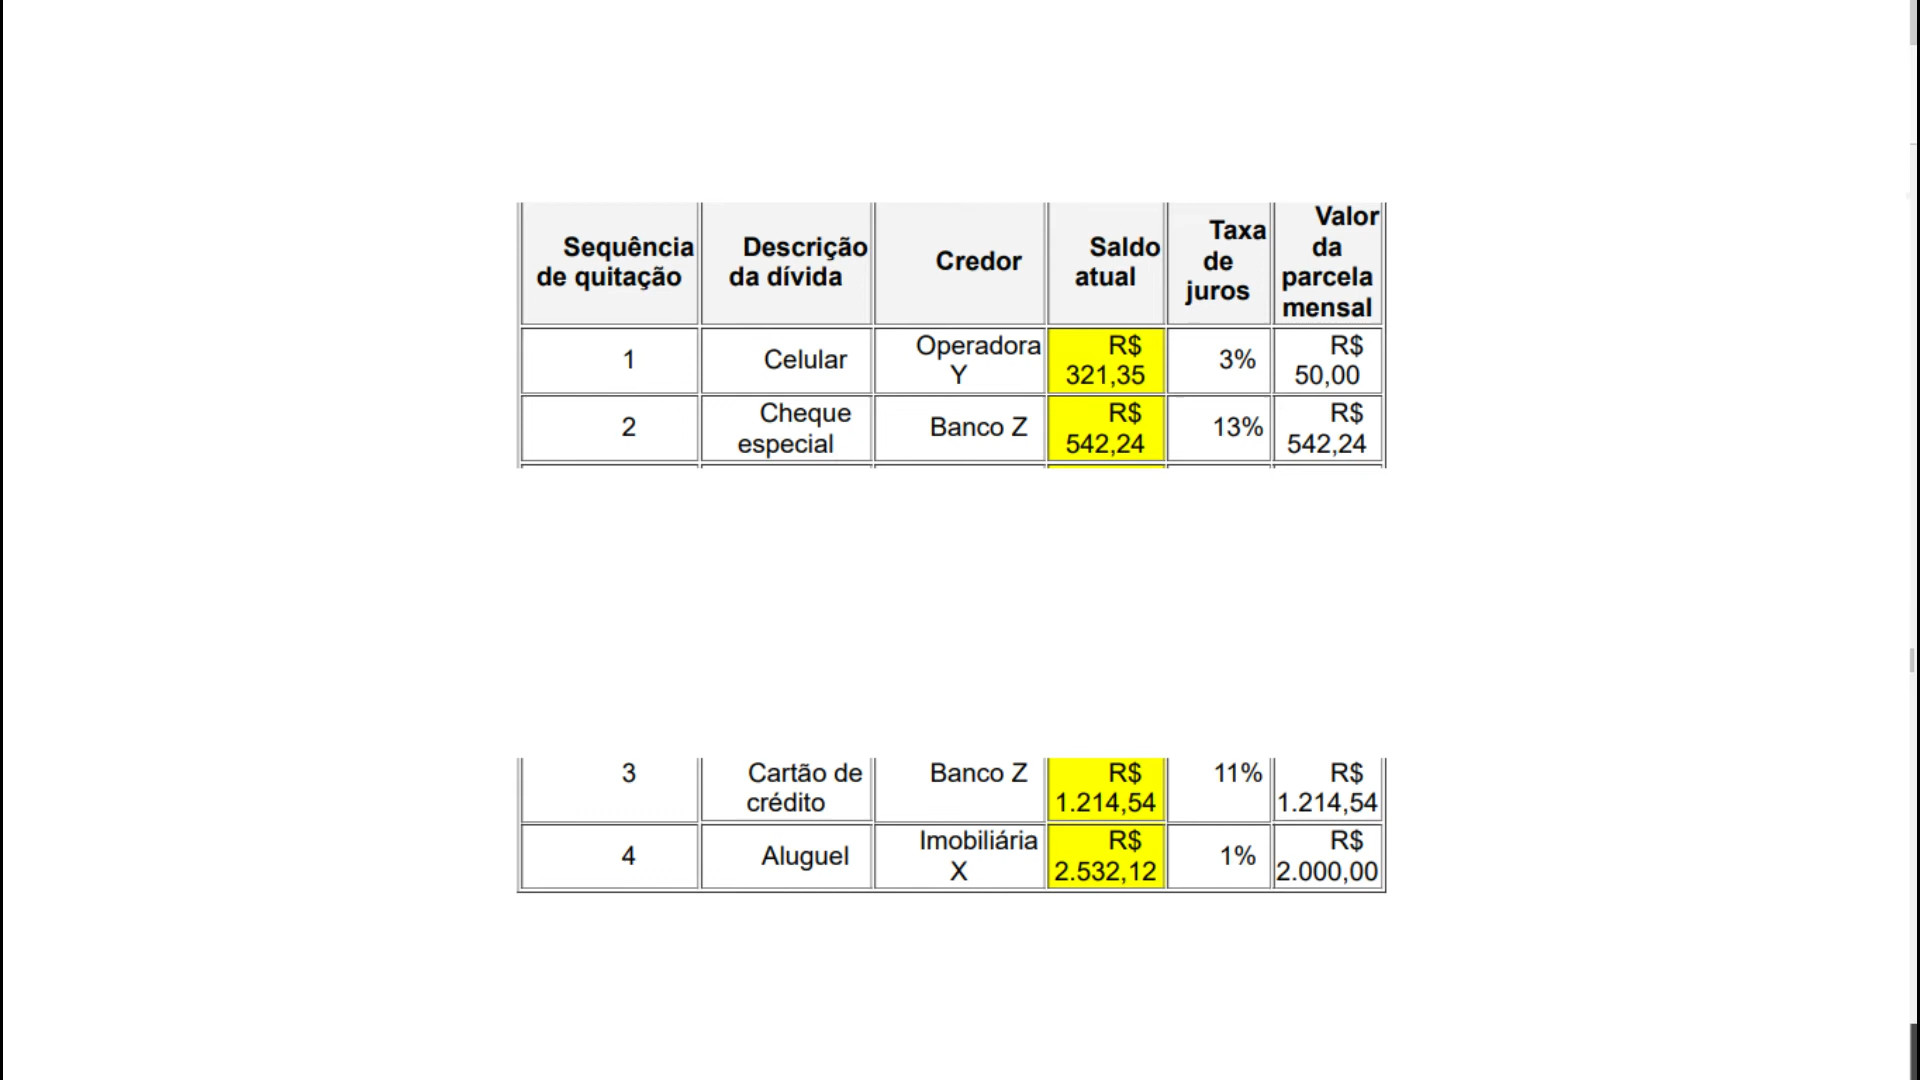 Sequência de quitação	Descrição da dívida	Credor	Saldo atual	Taxa de juros	Valor da parcela mensal
1	Celular	Operadora Y	R$ 321,35	3%	R$ 50,00
2	Cheque especial	Banco Z	R$ 542,24	13%	R$ 542,24
3	Cartão de crédito	Banco Z	R$ 1.214,54	11%	R$ 1.214,54
4	Aluguel	Imobiliária X	R$ 2.532,12	1%	R$ 2.000,00